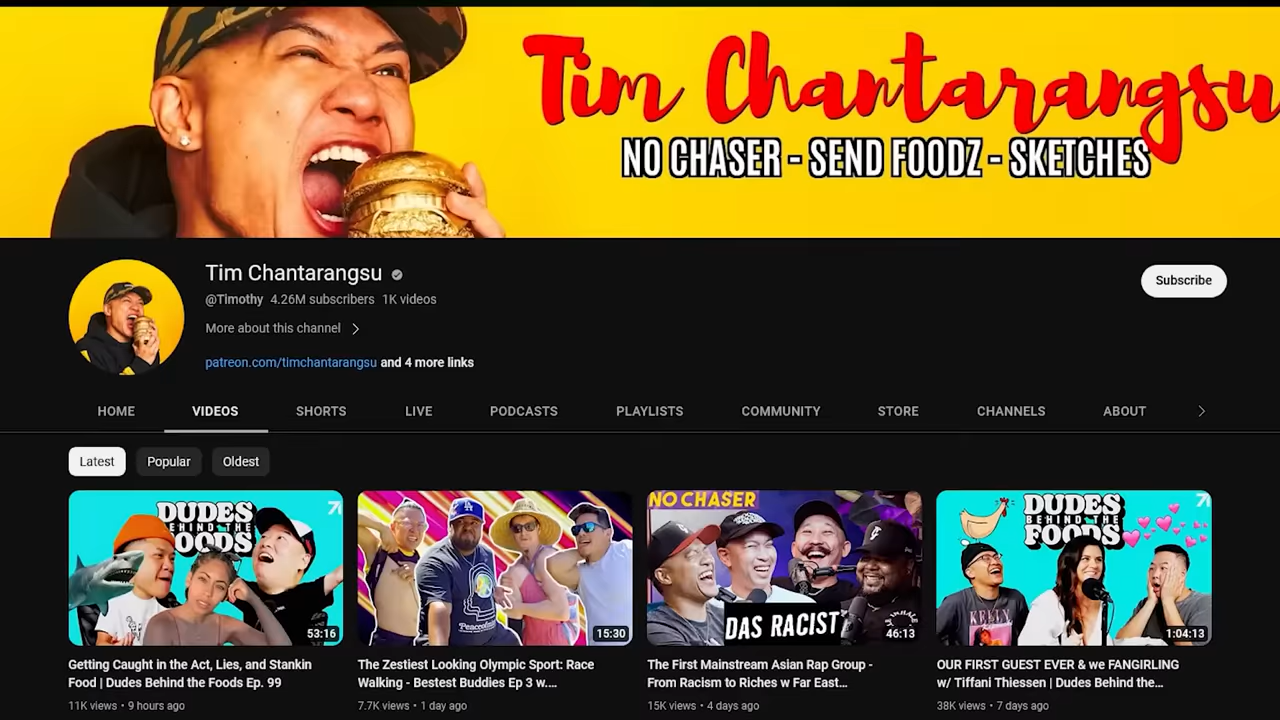 Tim Chantarangsu
NO CHASER - SEND FOODZ - SKETCHES
Tim Chantarangsu
@Timothy 4.26M subscribers 1K videos
More about this channel
patreon.com/timchantarangsu and 4 more links
Subscribe
HOME VIDEOS SHORTS LIVE PODCASTS PLAYLISTS COMMUNITY STORE CHANNELS ABOUT
Latest Popular Oldest
DUDES
BEHIND THE
FOODS
53:16
15:30
NO CHASER
DAS RACIST
46:13
DUDES
BEHIND THE
FOODS
KELLY
1:04:13
Getting Caught in the Act, Lies, and Stankin
Food | Dudes Behind the Foods Ep. 99
11K views • 9 hours ago
The Zestiest Looking Olympic Sport: Race
Walking - Bestest Buddies Ep 3 w....
7.7K views • 1 day ago
The First Mainstream Asian Rap Group -
From Racism to Riches w Far East...
15K views • 4 days ago
OUR FIRST GUEST EVER & we FANGIRLING
w/ Tiffani Thiessen | Dudes Behind the...
38K views • 7 days ago